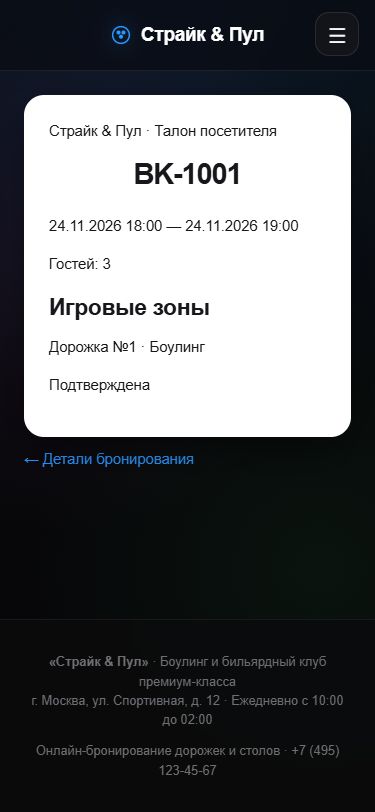 Страйк & Пул
Страйк & Пул · Талон посетителя
BK-1001
24.11.2026 18:00 — 24.11.2026 19:00
Гостей: 3
Игровые зоны
Дорожка №1 · Боулинг
Подтверждена
← Детали бронирования
«Страйк & Пул» · Боулинг и бильярдный клуб
премиум-класса
г. Москва, ул. Спортивная, д. 12 · Ежедневно с 10:00
до 02:00
Онлайн-бронирование дорожек и столов · +7 (495)
123-45-67